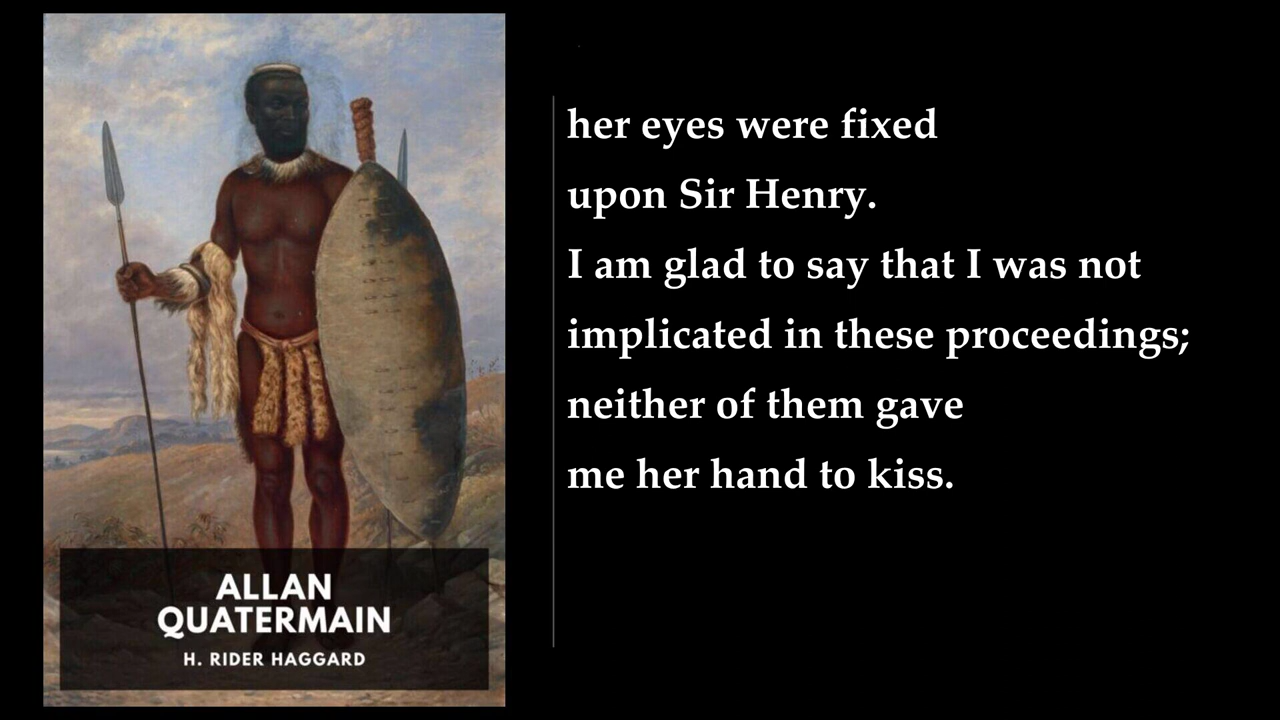 her eyes were fixed
upon Sir Henry.
I am glad to say that I was not
implicated in these proceedings;
neither of them gave
me her hand to kiss.
ALLAN
QUATERMAIN
H. RIDER HAGGARD